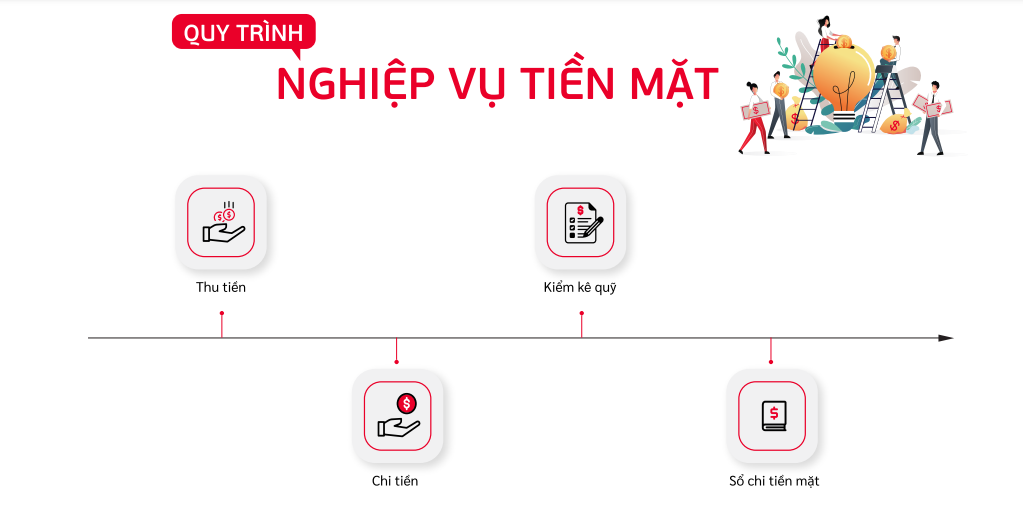 QUY TRÌNH
NGHIỆP VỤ TIỀN MẶT
Thu tiền
Kiểm kê quỹ
Chi tiền
Sổ chi tiền mặt